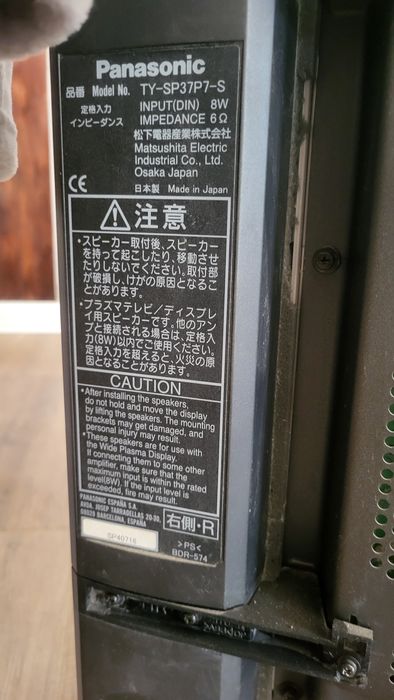 Panasonic
品番 Model No. TY-SP37P7-S
定格入力 INPUT(DIN) 8W
インピーダンス IMPEDANCE 6Ω
松下電器産業株式会社
Matsushita Electric
Industrial Co., Ltd.
Osaka Japan
CE 日本製 Made in Japan
注意
・スピーカー取付後、スピーカー
を持って起こしたり、移動させ
たりしないでください。取付部
が破損し、けがの原因となるこ
とがあります。
・プラズマテレビ/ディスプレ
イ用スピーカーです。他のアン
プと接続される場合は、定格入
力(8W)以内でご使用ください。
定格入力を超えると、火災の原
因となることがあります。
CAUTION
•After installing the speakers,
do not hold and move the display
by lifting the speakers. The mounting
brackets may get damaged, and
personal injury may result.
•These speakers are for use with
the Wide Plasma Display.
If connecting them to some other
amplifier, make sure that the
maximum input is within the rated
level(8W). If the input level is
exceeded, fire may result.
PANASONIC ESPAÑA S.A.
AVDA. JOSEP TARRADELLAS 20-30,
08029 BARCELONA, ESPAÑA
右側・R
SP40716
>PS<
BDR-574